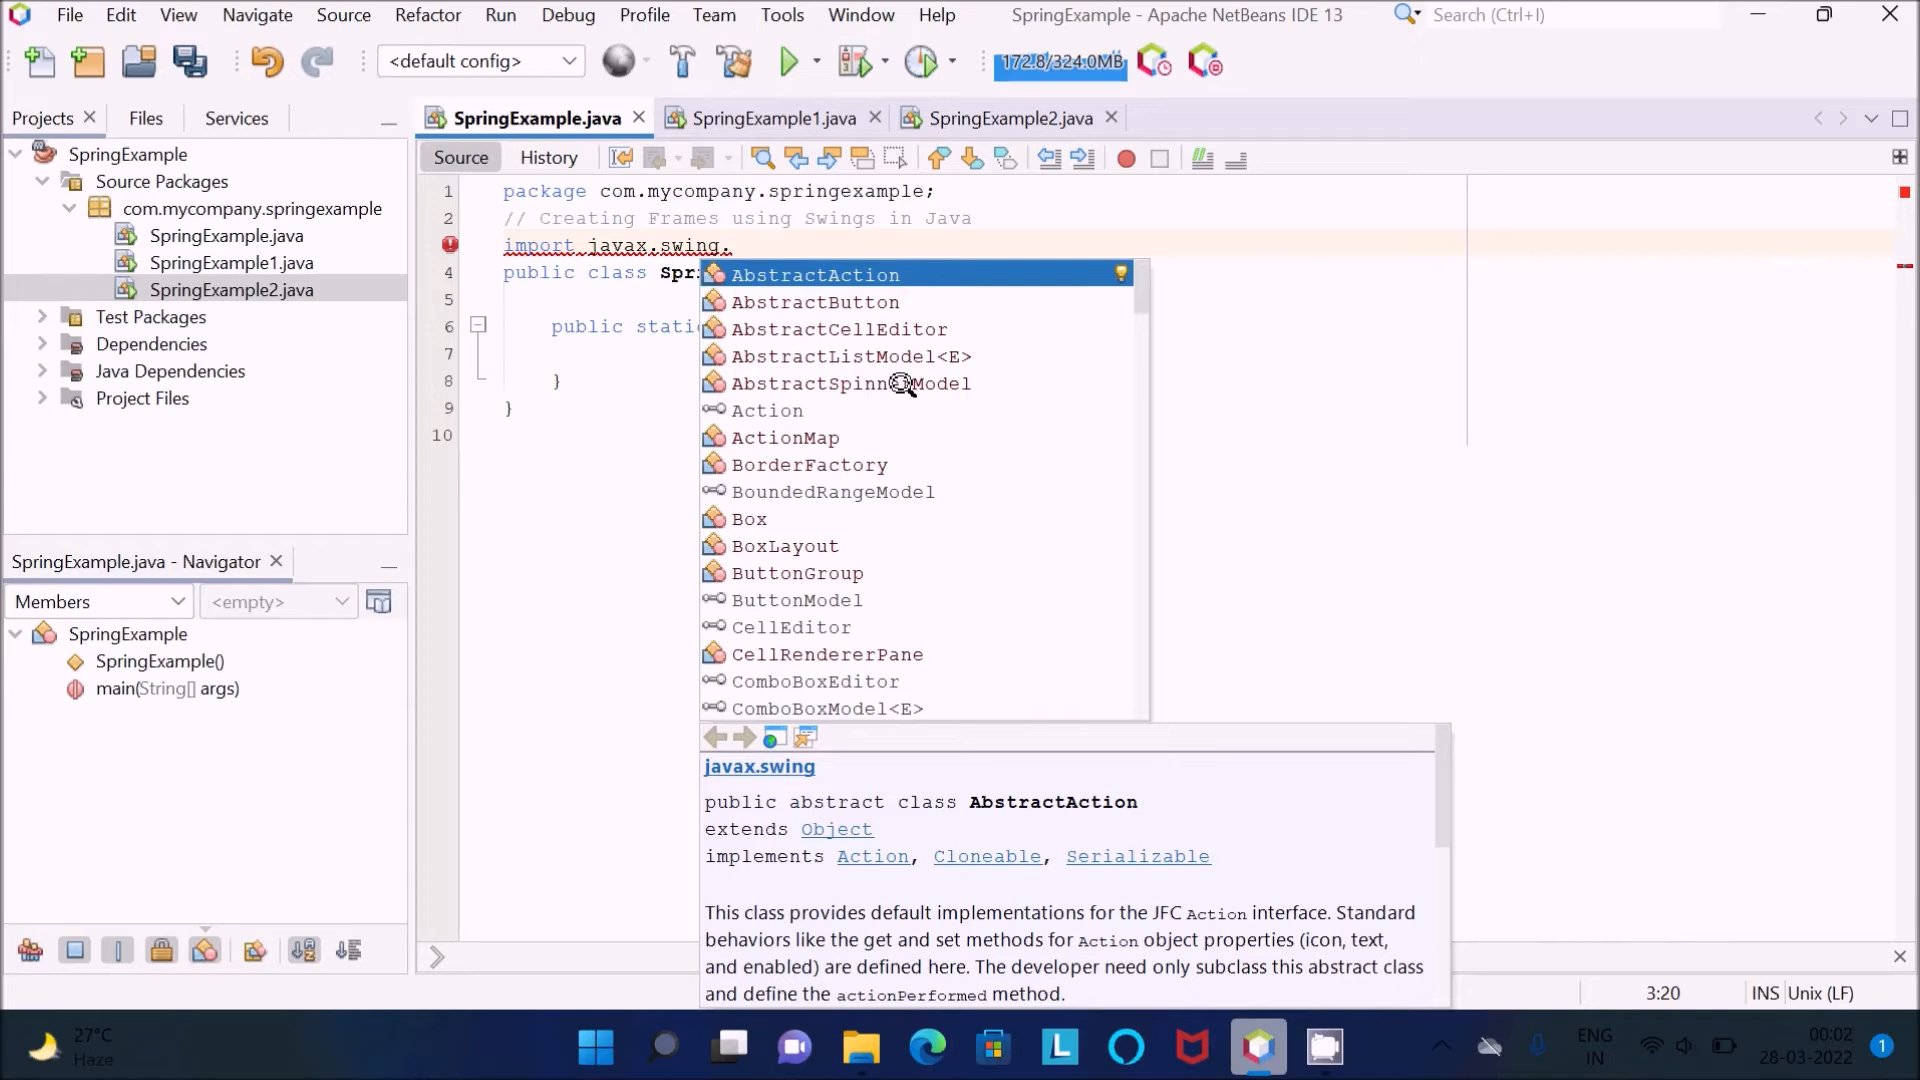 File Edit View Navigate Source Refactor Run Debug Profile Team Tools Window Help SpringExample - Apache NetBeans IDE 13 Search (Ctrl+I)
<default config> 172.8/324.0MB
Projects Files Services SpringExample.java SpringExample1.java SpringExample2.java
Source History
SpringExample
Source Packages
com.mycompany.springexample
SpringExample.java
SpringExample1.java
SpringExample2.java
Test Packages
Dependencies
Java Dependencies
Project Files
1 package com.mycompany.springexample;
2 // Creating Frames using Swings in Java
import javax.swing.
4 public class Spr
5
6 public stati
7
8 }
9 }
10
AbstractAction
AbstractButton
AbstractCellEditor
AbstractListModel<E>
Action
ActionMap
BorderFactory
BoundedRangeModel
Box
BoxLayout
ButtonGroup
ButtonModel
CellEditor
CellRendererPane
ComboBoxEditor
ComboBoxModel<E>
javax.swing
public abstract class AbstractAction
extends Object
implements Action, Cloneable, Serializable
This class provides default implementations for the JFC Action interface. Standard
behaviors like the get and set methods for Action object properties (icon, text,
and enabled) are defined here. The developer need only subclass this abstract class
and define the actionPerformed method.
SpringExample.java - Navigator
Members <empty>
SpringExample
SpringExample()
main(String[] args)
3:20 INS Unix (LF)
27°C
Haze
L
ENG
IN
00:02
28-03-2022
1